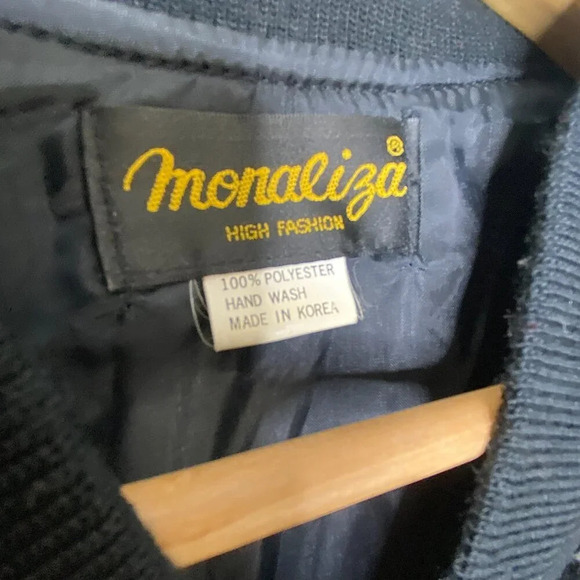 monaliza®
HIGH FASHION
100% POLYESTER
HAND WASH
MADE IN KOREA